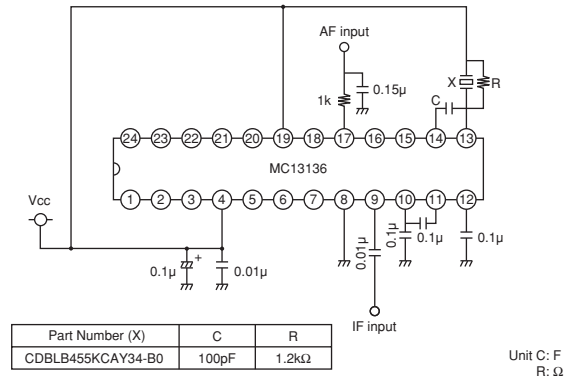 AF input
0.15μ
1k
X
R
C
24 23 22 21 20 19 18 17 16 15 14 13
MC13136
1 2 3 4 5 6 7 8 9 10 11 12
Vcc
+
0.1μ
0.01μ
0.01μ
0.1μ
0.1μ
0.1μ
IF input
Part Number (X) C R
CDBLB455KCAY34-B0 100pF 1.2kΩ
Unit C: F
R: Ω